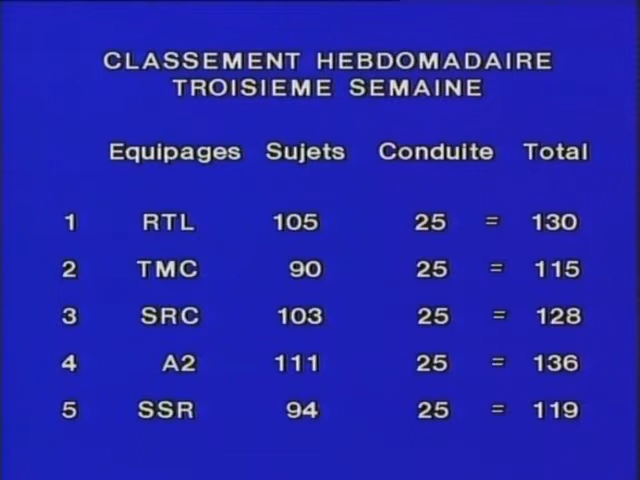 CLASSEMENT HEBDOMADAIRE
TROISIEME SEMAINE
Equipages Sujets Conduite Total
1 RTL 105 25 = 130
2 TMC 90 25 = 115
3 SRC 103 25 = 128
4 A2 111 25 = 136
5 SSR 94 25 = 119